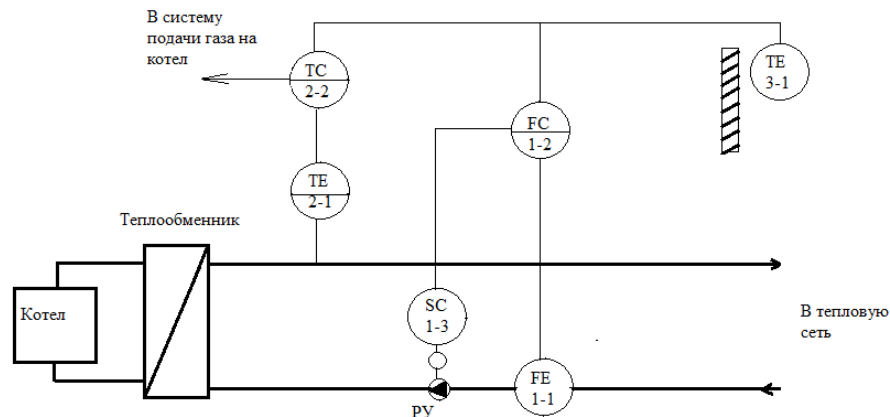 В систему
подачи газа на
котел
TC
2-2
TE
3-1
FC
1-2
TE
2-1
Теплообменник
Котел
SC
1-3
В тепловую
сеть
FE
1-1
РУ